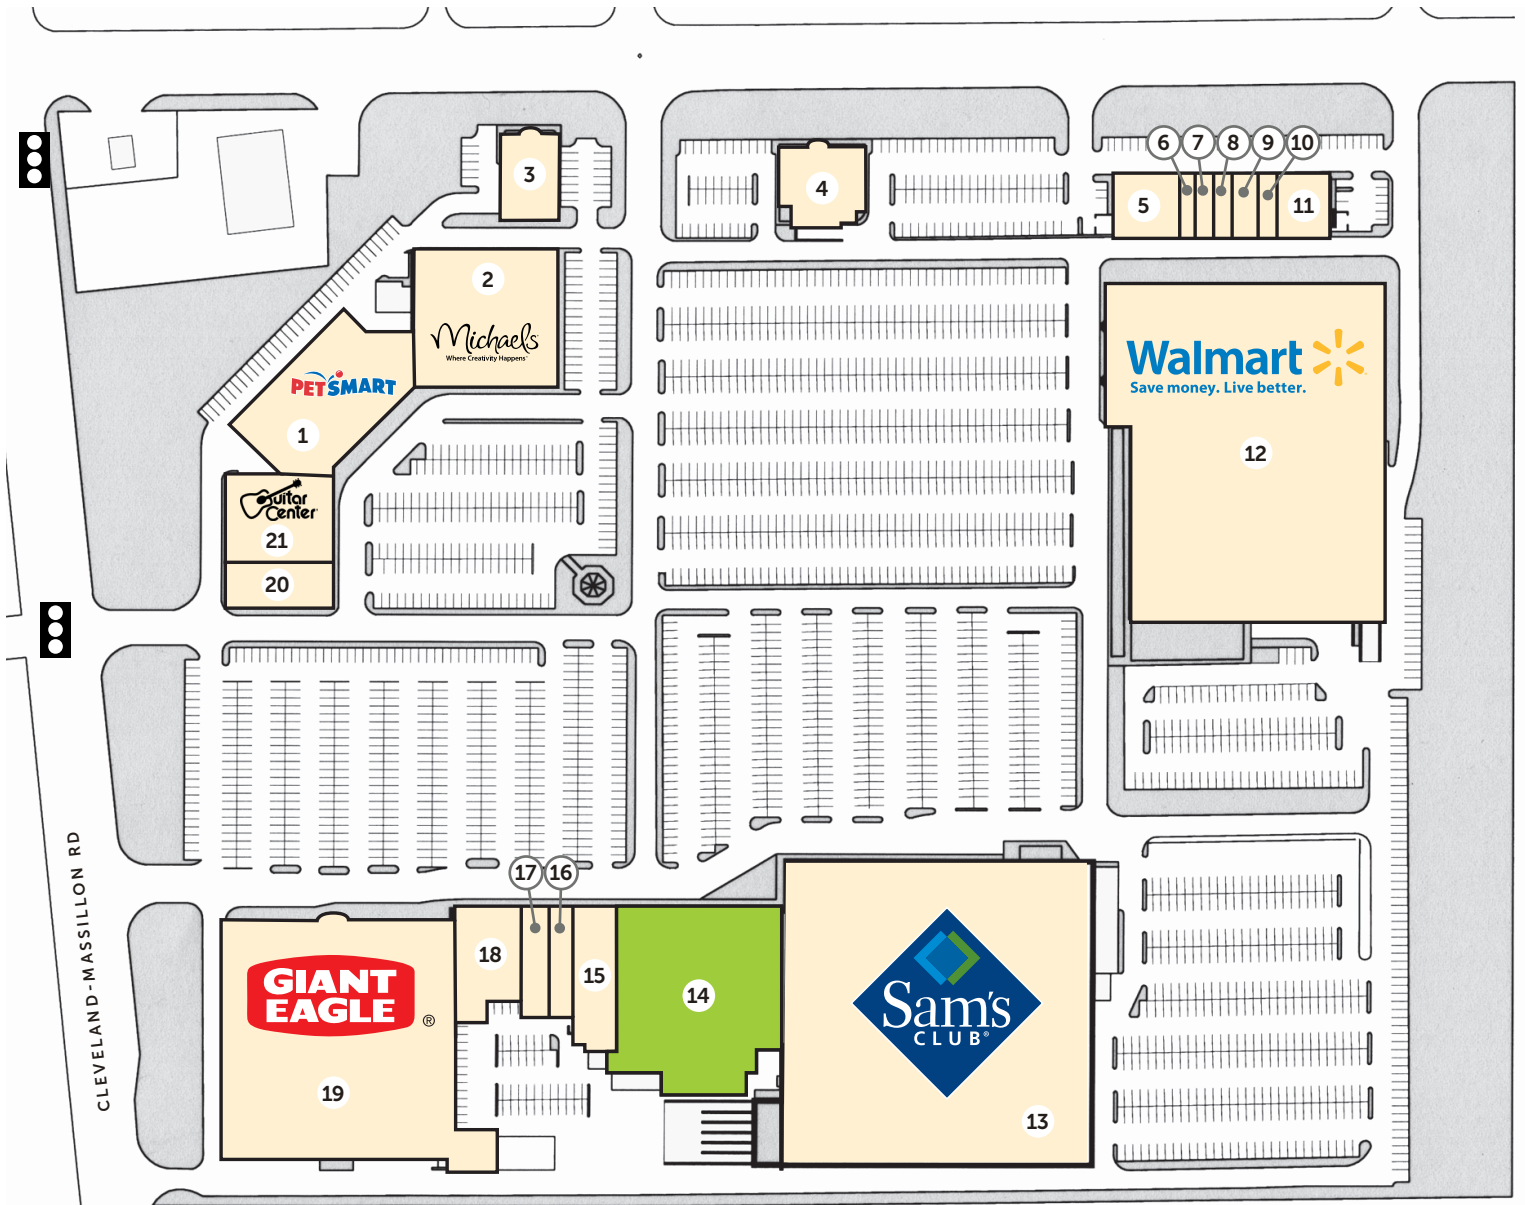 3
4
6
7
8
9
10
5
11
2
Michaels
Where Creativity Happens™
PETSMART
1
Walmart
Save money. Live better.
12
Guitar
Center
21
20
CLEVELAND-MASSILLON RD
17
16
18
15
14
GIANT
EAGLE
®
19
Sam's
CLUB®
13